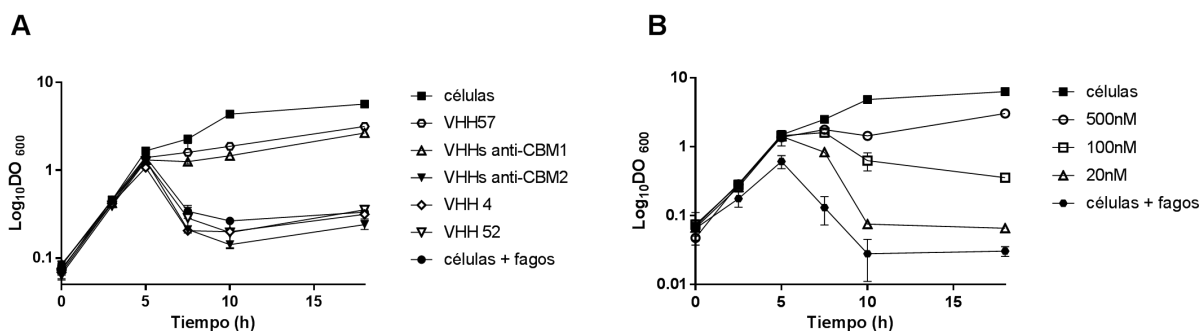 A
Log10DO 600
10
1
0.1
0
5
10
15
Tiempo (h)
células
VHH57
VHHs anti-CBM1
VHHs anti-CBM2
VHH 4
VHH 52
células + fagos
B
Log10DO 600
10
1
0.1
0.01
0
5
10
15
Tiempo (h)
células
500nM
100nM
20nM
células + fagos